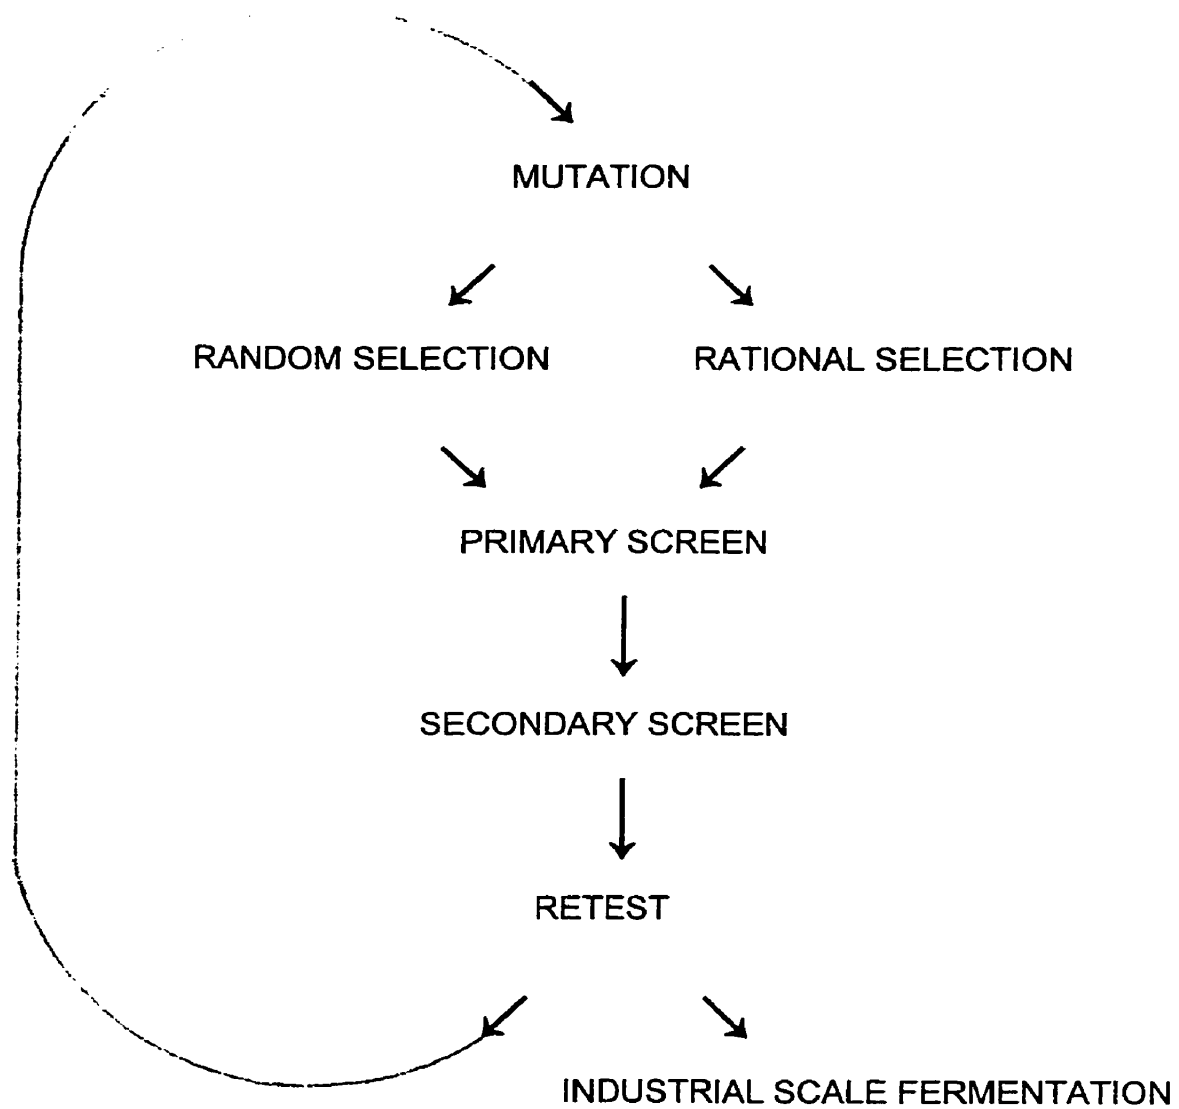 MUTATION
RANDOM SELECTION RATIONAL SELECTION
PRIMARY SCREEN
SECONDARY SCREEN
RETEST
INDUSTRIAL SCALE FERMENTATION